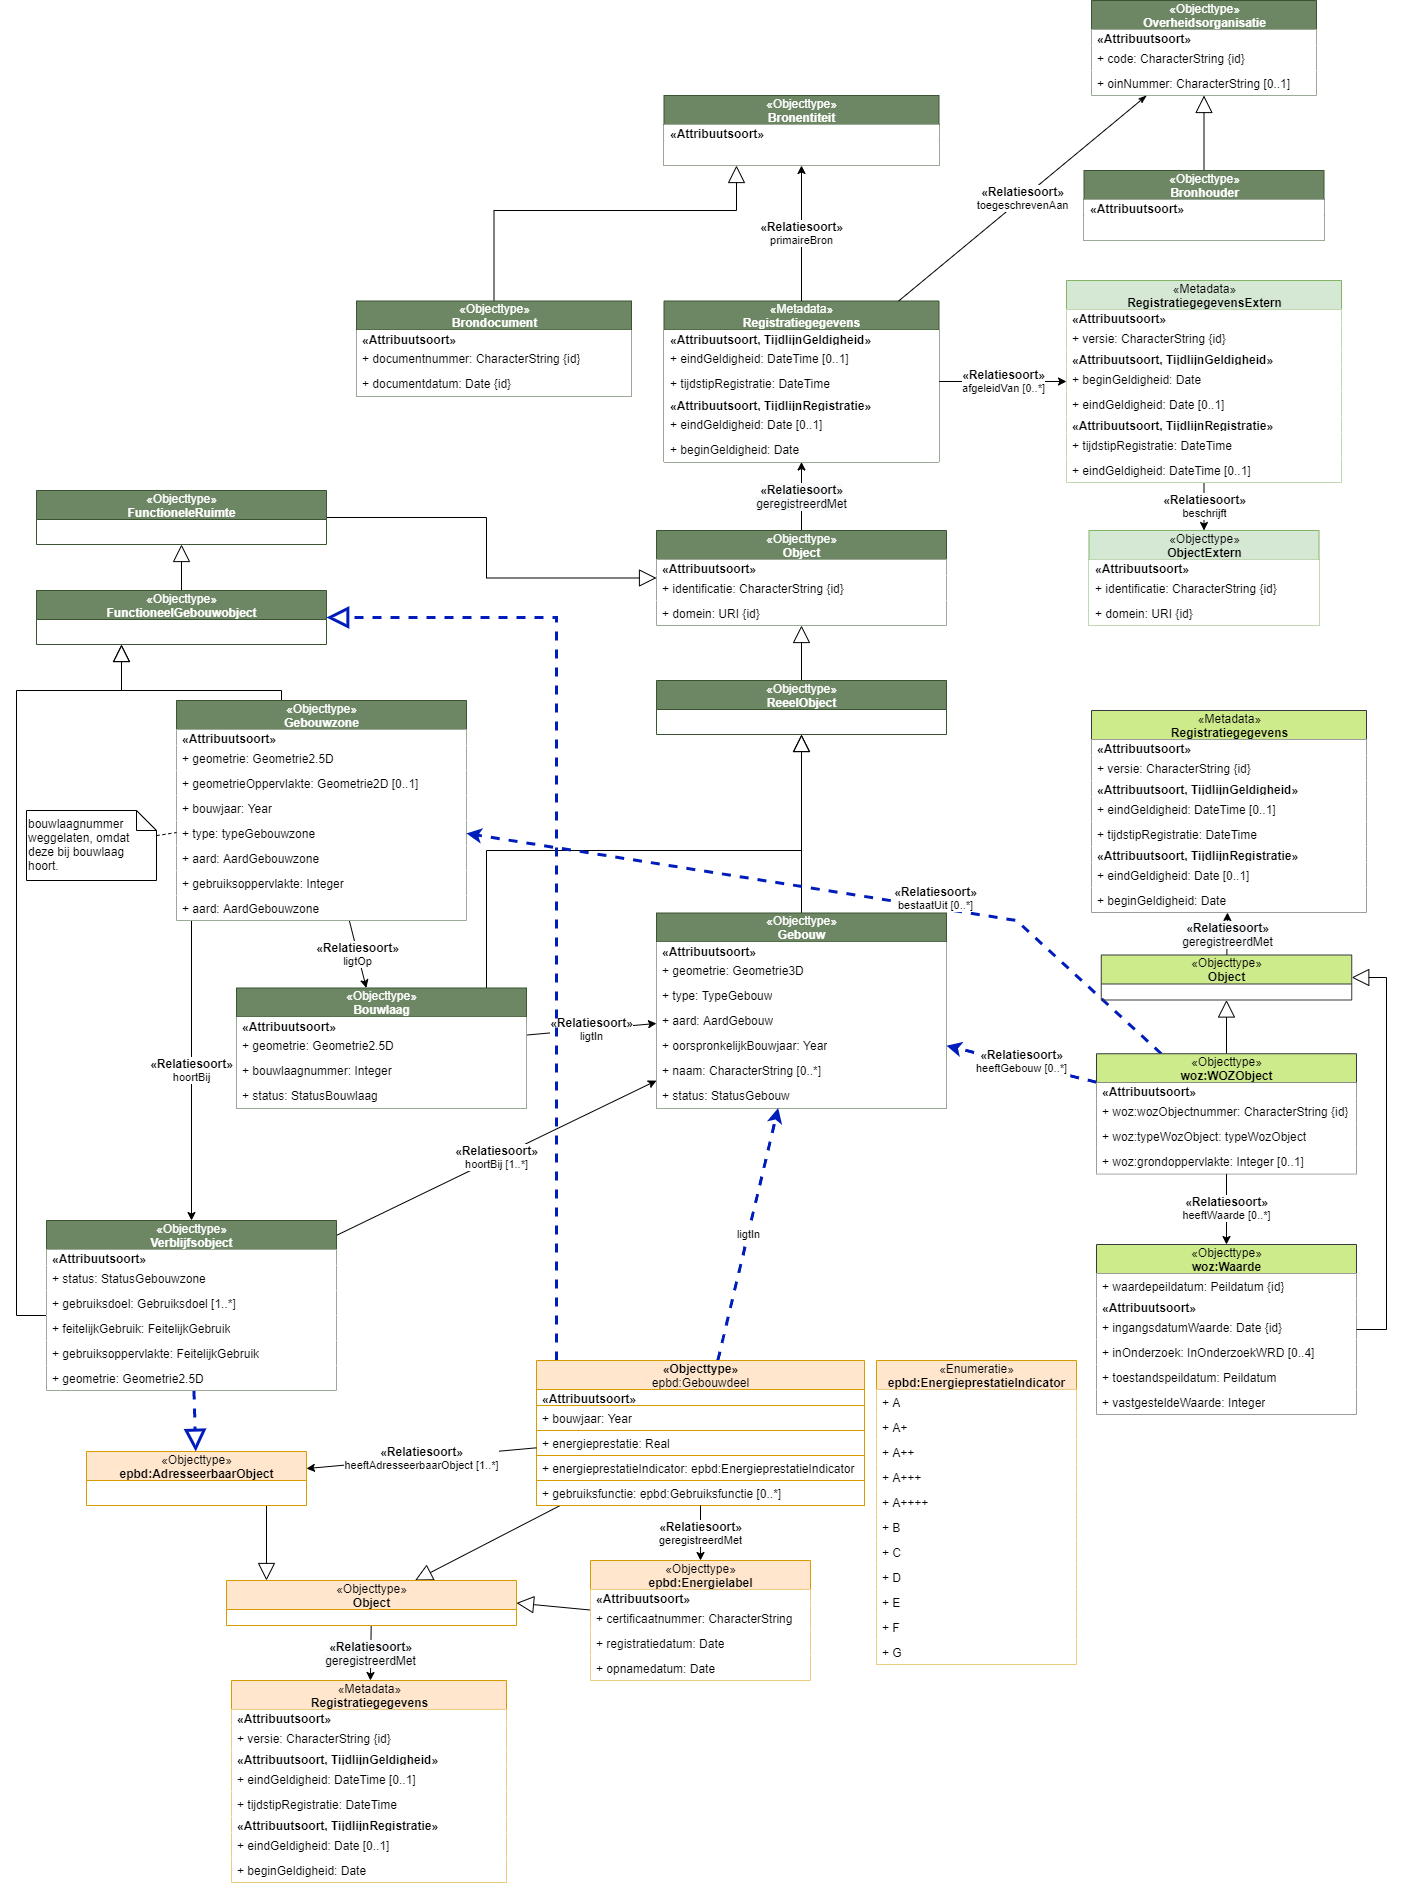 «Objecttype»
Overheidsorganisatie
«Attribuutsoort»
+ code: CharacterString {id}
+ oinNummer: CharacterString [0..1]
«Objecttype»
Bronentiteit
«Attribuutsoort»
«Objecttype»
Bronhouder
«Attribuutsoort»
«Relatiesoort»
toegeschrevenAan
«Relatiesoort»
primaireBron
«Objecttype»
Brondocument
«Attribuutsoort»
+ documentnummer: CharacterString {id}
+ documentdatum: Date {id}
«Metadata»
Registratiegegevens
«Attribuutsoort, TijdlijnGeldigheid»
+ eindGeldigheid: DateTime [0..1]
+ tijdstipRegistratie: DateTime
«Attribuutsoort, TijdlijnRegistratie»
+ eindGeldigheid: Date [0..1]
+ beginGeldigheid: Date
«Relatiesoort»
afgeleidVan [0..*]
«Metadata»
RegistratiegegevensExtern
«Attribuutsoort»
+ versie: CharacterString {id}
«Attribuutsoort, TijdlijnGeldigheid»
+ beginGeldigheid: Date
+ eindGeldigheid: Date [0..1]
«Attribuutsoort, TijdlijnRegistratie»
+ tijdstipRegistratie: DateTime
+ eindGeldigheid: DateTime [0..1]
«Relatiesoort»
beschrijft
«Objecttype»
ObjectExtern
«Attribuutsoort»
+ identificatie: CharacterString {id}
+ domein: URI {id}
«Relatiesoort»
geregistreerdMet
«Objecttype»
FunctioneleRuimte
«Objecttype»
Object
«Attribuutsoort»
+ identificatie: CharacterString {id}
+ domein: URI {id}
«Objecttype»
FunctioneelGebouwobject
«Objecttype»
ReeelObject
«Objecttype»
Gebouwzone
«Attribuutsoort»
+ geometrie: Geometrie2.5D
+ geometrieOppervlakte: Geometrie2D [0..1]
+ bouwjaar: Year
+ type: typeGebouwzone
+ aard: AardGebouwzone
+ gebruiksoppervlakte: Integer
+ aard: AardGebouwzone
bouwlaagnummer
weggelaten, omdat
deze bij bouwlaag
hoort.
«Metadata»
Registratiegegevens
«Attribuutsoort»
+ versie: CharacterString {id}
«Attribuutsoort, TijdlijnGeldigheid»
+ eindGeldigheid: DateTime [0..1]
+ tijdstipRegistratie: DateTime
«Attribuutsoort, TijdlijnRegistratie»
+ eindGeldigheid: Date [0..1]
+ beginGeldigheid: Date
«Relatiesoort»
bestaatUit [0..*]
«Relatiesoort»
geregistreerdMet
«Objecttype»
Object
«Relatiesoort»
ligtOp
«Objecttype»
Gebouw
«Attribuutsoort»
+ geometrie: Geometrie3D
+ type: TypeGebouw
+ aard: AardGebouw
+ oorspronkelijkBouwjaar: Year
+ naam: CharacterString [0..*]
+ status: StatusGebouw
«Objecttype»
Bouwlaag
«Attribuutsoort»
+ geometrie: Geometrie2.5D
+ bouwlaagnummer: Integer
+ status: StatusBouwlaag
«Relatiesoort»
ligtIn
«Relatiesoort»
hoortBij
«Relatiesoort»
heeftGebouw [0..*]
«Objecttype»
woz:WOZObject
«Attribuutsoort»
+ woz:wozObjectnummer: CharacterString {id}
+ woz:typeWozObject: typeWozObject
+ woz:grondoppervlakte: Integer [0..1]
«Relatiesoort»
hoortBij [1..*]
«Relatiesoort»
heeftWaarde [0..*]
«Objecttype»
Verblijfsobject
«Attribuutsoort»
+ status: StatusGebouwzone
+ gebruiksdoel: Gebruiksdoel [1..*]
+ feitelijkGebruik: FeitelijkGebruik
+ gebruiksoppervlakte: FeitelijkGebruik
+ geometrie: Geometrie2.5D
ligtIn
«Objecttype»
woz:Waarde
+ waardepeildatum: Peildatum {id}
«Attribuutsoort»
+ ingangsdatumWaarde: Date {id}
+ inOnderzoek: InOnderzoekWRD [0..4]
+ toestandspeildatum: Peildatum
+ vastgesteldeWaarde: Integer
«Objecttype»
epbd:Gebouwdeel
«Attribuutsoort»
+ bouwjaar: Year
+ energieprestatie: Real
+ energieprestatieIndicator: epbd:EnergieprestatieIndicator
+ gebruiksfunctie: epbd:Gebruiksfunctie [0..*]
«Enumeratie»
epbd:EnergieprestatieIndicator
+ A
+ A+
+ A++
+ A+++
+ A++++
+ B
+ C
+ D
+ E
+ F
+ G
«Relatiesoort»
heeftAdresseerbaarObject [1..*]
«Objecttype»
epbd:AdresseerbaarObject
«Relatiesoort»
geregistreerdMet
«Objecttype»
epbd:Energielabel
«Attribuutsoort»
+ certificaatnummer: CharacterString
+ registratiedatum: Date
+ opnamedatum: Date
«Objecttype»
Object
«Relatiesoort»
geregistreerdMet
«Metadata»
Registratiegegevens
«Attribuutsoort»
+ versie: CharacterString {id}
«Attribuutsoort, TijdlijnGeldigheid»
+ eindGeldigheid: DateTime [0..1]
+ tijdstipRegistratie: DateTime
«Attribuutsoort, TijdlijnRegistratie»
+ eindGeldigheid: Date [0..1]
+ beginGeldigheid: Date